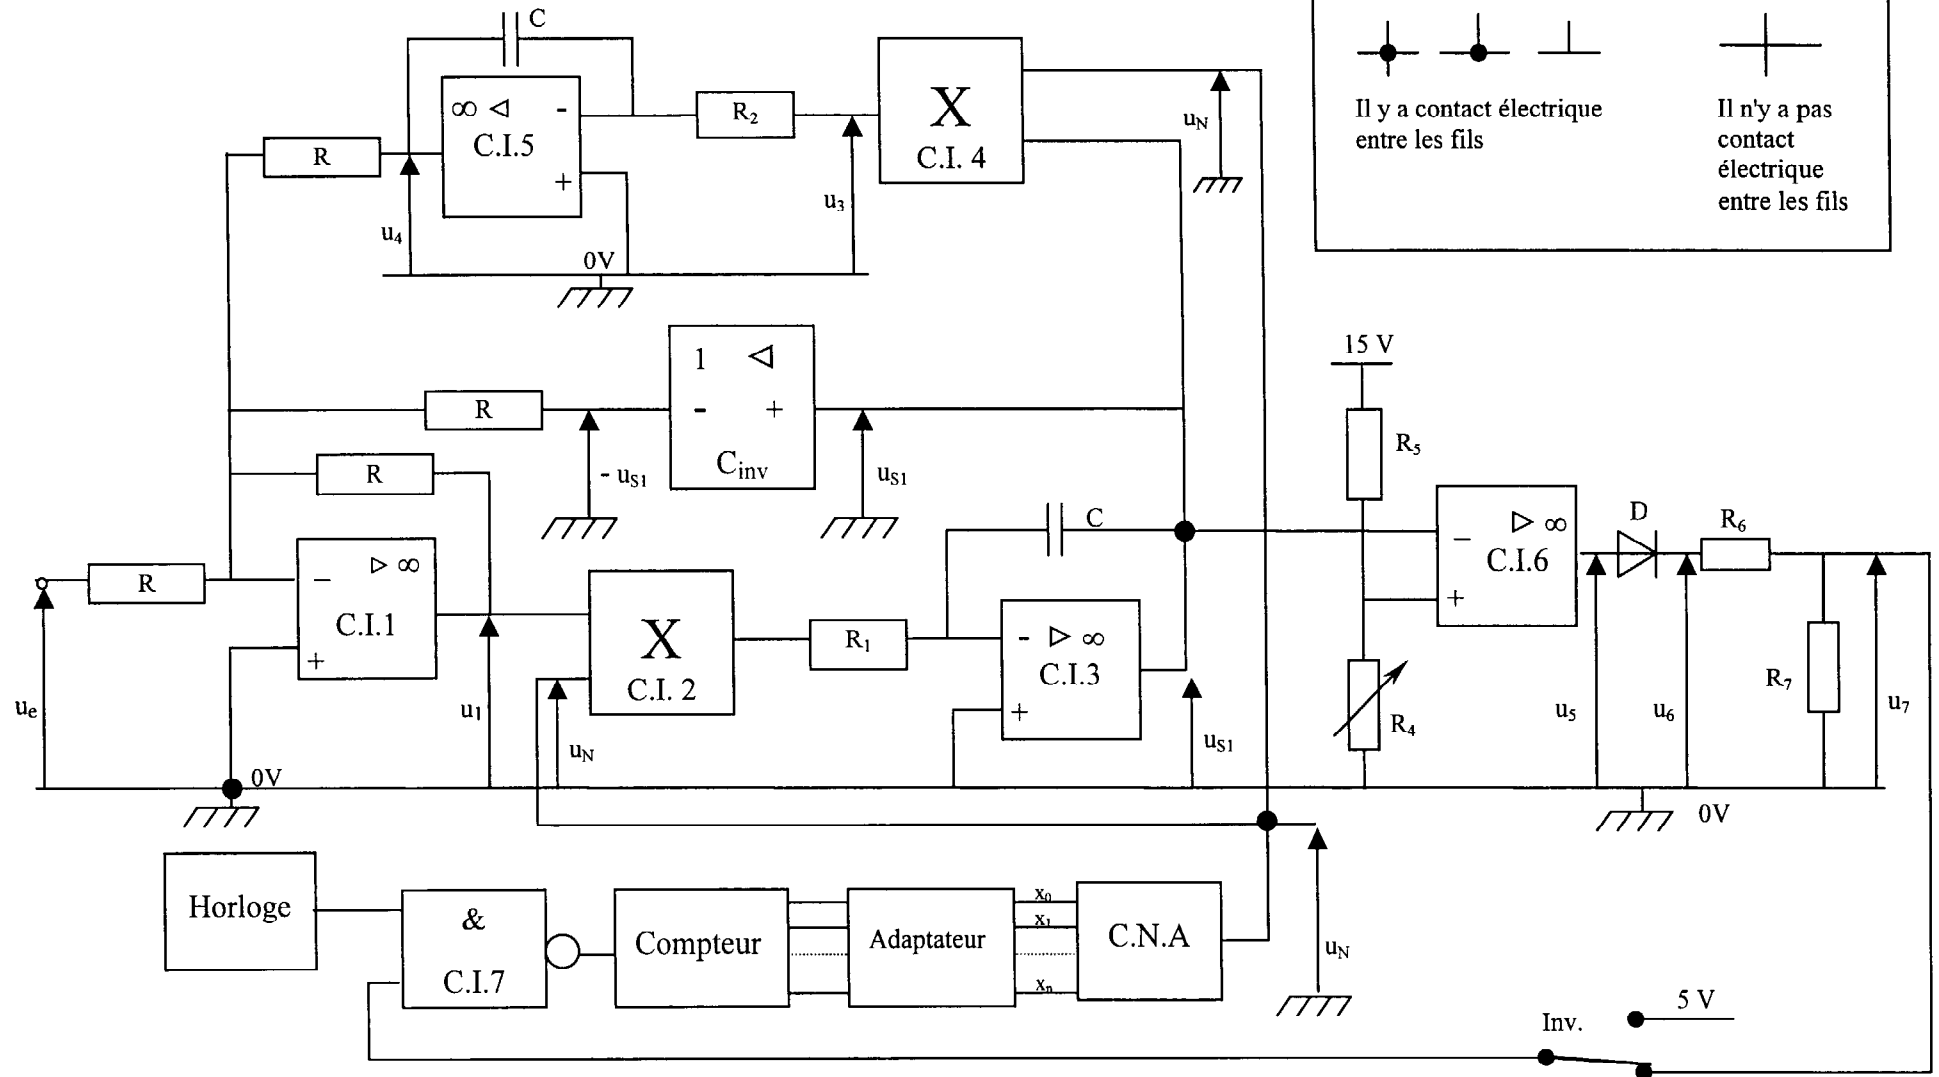 C
∞ ◁ -
C.I.5
+
R
R₂
X
C.I. 4
u₄
u₃
0V
u_N
Il y a contact électrique
entre les fils
Il n'y a pas
contact
électrique
entre les fils
1 ◁
- +
C_inv
R
- u_S1
u_S1
R
15 V
R₅
C
R
− ▷ ∞
C.I.1
+
u_e
u_1
0V
X
C.I. 2
u_N
R₁
- ▷ ∞
C.I.3
+
u_S1
R₄
− ▷ ∞
C.I.6
+
D
R₆
R₇
u₅
u₆
u₇
0V
Horloge
&
C.I.7
Compteur
Adaptateur
x₀
x₁
xₙ
C.N.A
u_N
Inv.
5 V